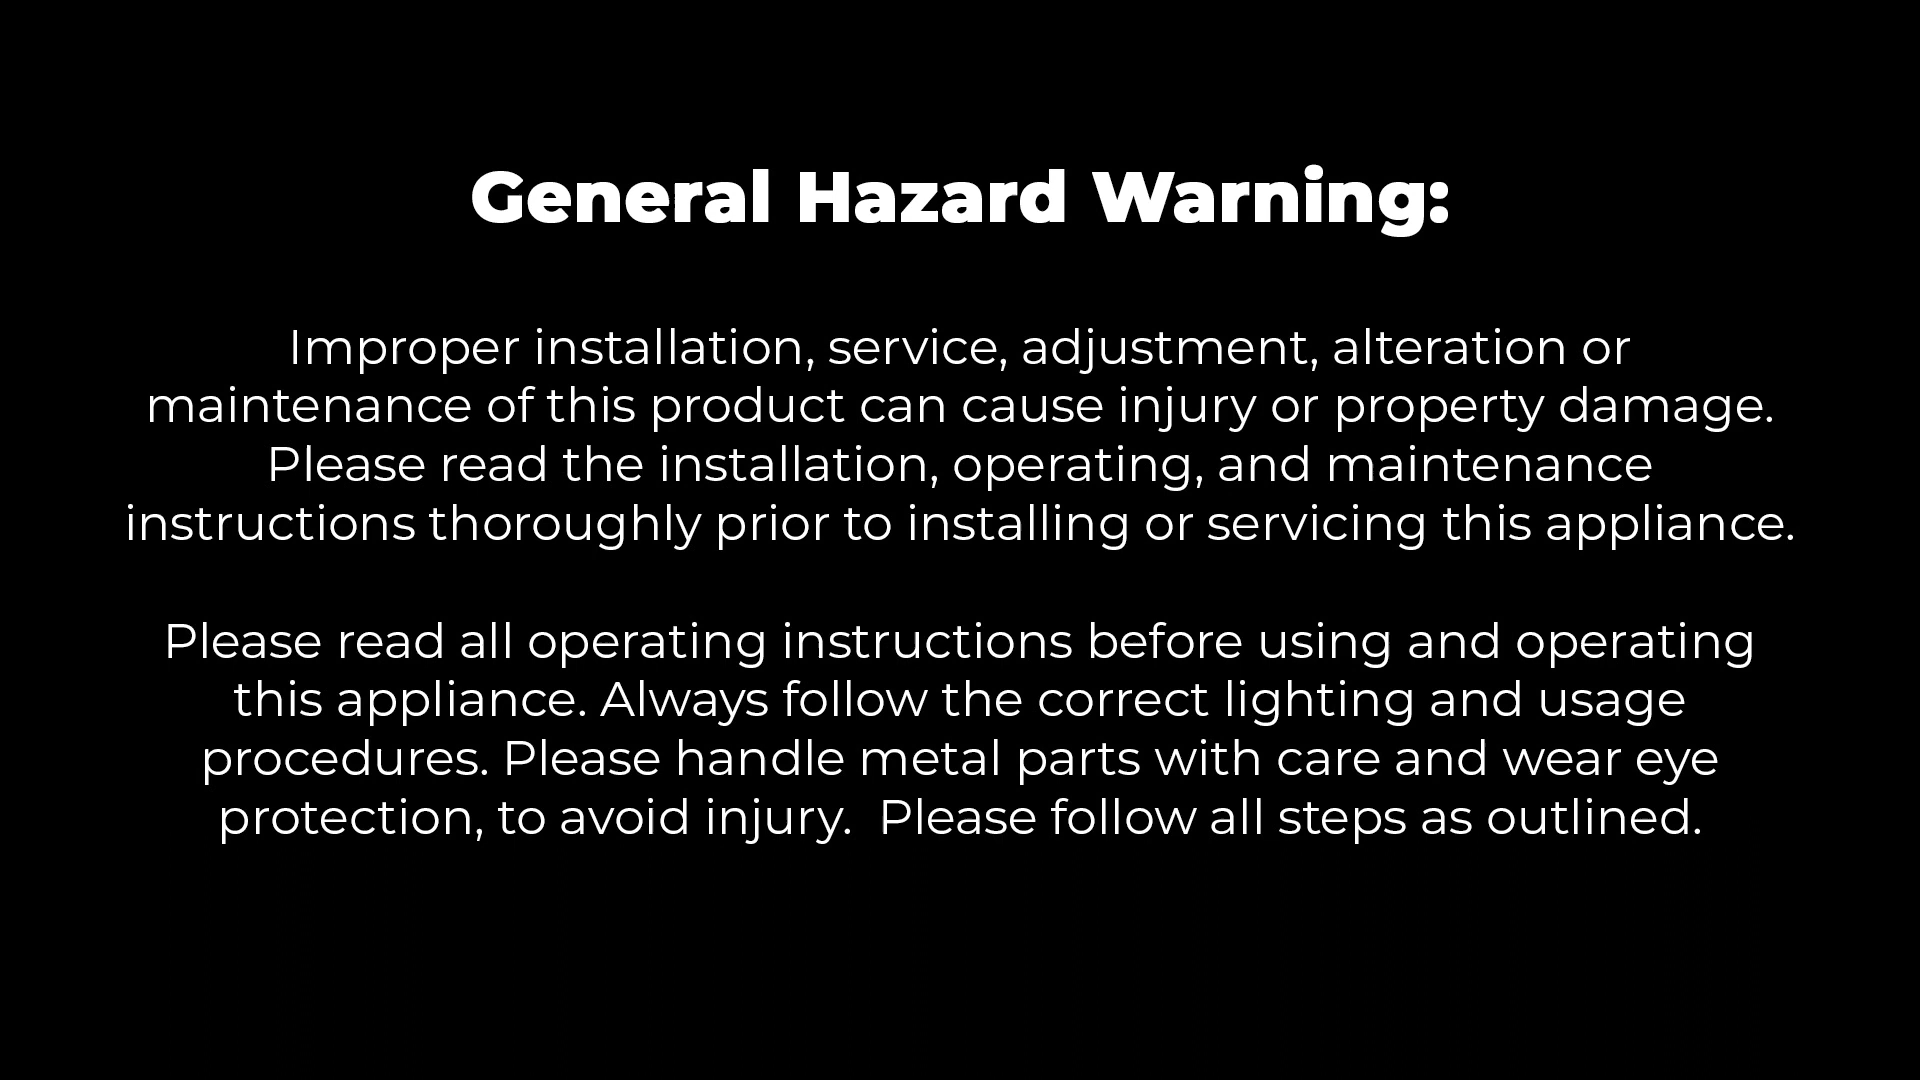 General Hazard Warning:
Improper installation, service, adjustment, alteration or
maintenance of this product can cause injury or property damage.
Please read the installation, operating, and maintenance
instructions thoroughly prior to installing or servicing this appliance.
Please read all operating instructions before using and operating
this appliance. Always follow the correct lighting and usage
procedures. Please handle metal parts with care and wear eye
protection, to avoid injury.  Please follow all steps as outlined.